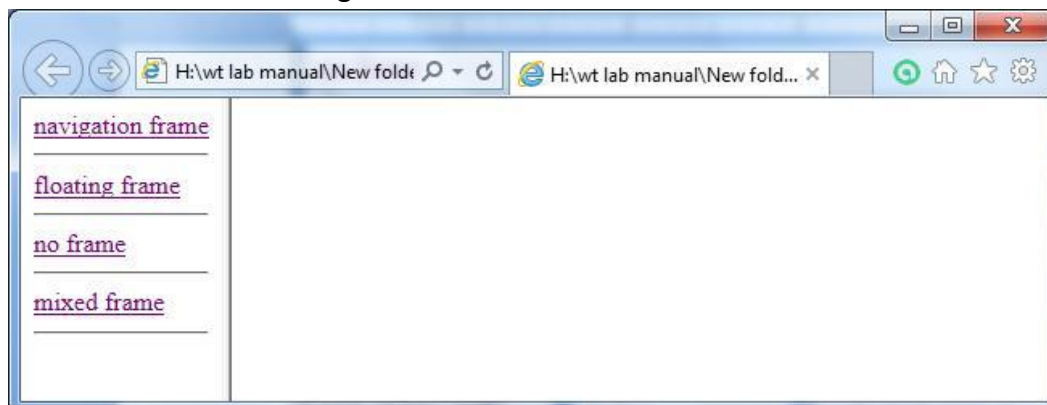 H:\wt lab manual\New folde
H:\wt lab manual\New fold...
navigation frame
floating frame
no frame
mixed frame